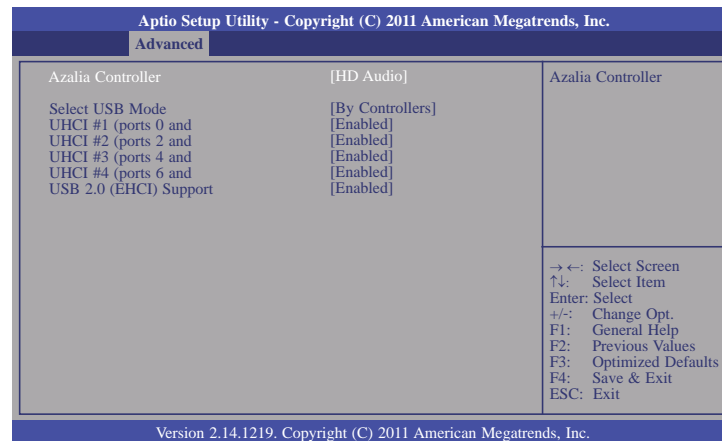 Aptio Setup Utility - Copyright (C) 2011 American Megatrends, Inc.
Advanced
Azalia Controller [HD Audio]
Select USB Mode [By Controllers]
UHCI #1 (ports 0 and [Enabled]
UHCI #2 (ports 2 and [Enabled]
UHCI #3 (ports 4 and [Enabled]
UHCI #4 (ports 6 and [Enabled]
USB 2.0 (EHCI) Support [Enabled]
Azalia Controller
→←: Select Screen
↑↓: Select Item
Enter: Select
+/-: Change Opt.
F1: General Help
F2: Previous Values
F3: Optimized Defaults
F4: Save & Exit
ESC: Exit
Version 2.14.1219. Copyright (C) 2011 American Megatrends, Inc.